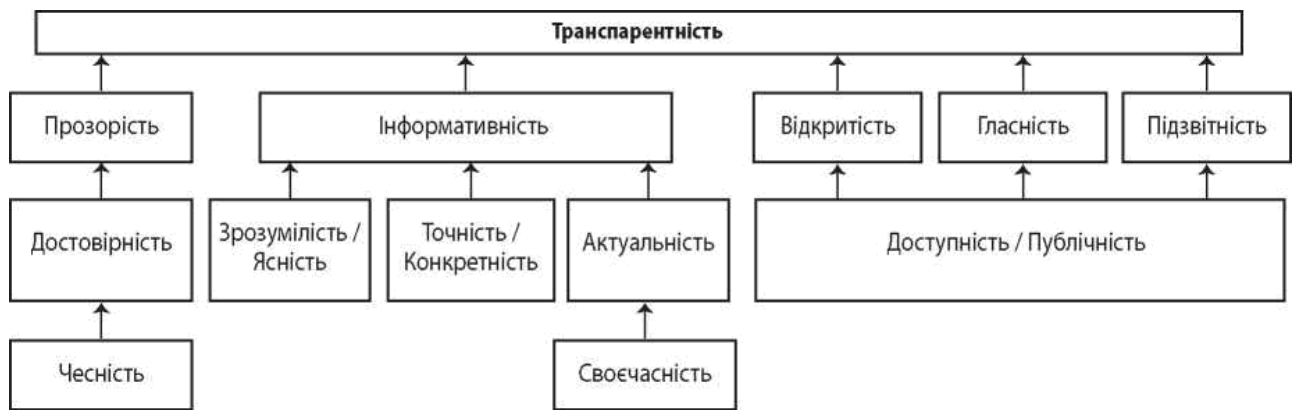 Транспарентність
Прозорість
Інформативність
Відкритість
Гласність
Підзвітність
Достовірність
Зрозумілість /
Ясність
Точність /
Конкретність
Актуальність
Доступність / Публічність
Чесність
Своєчасність